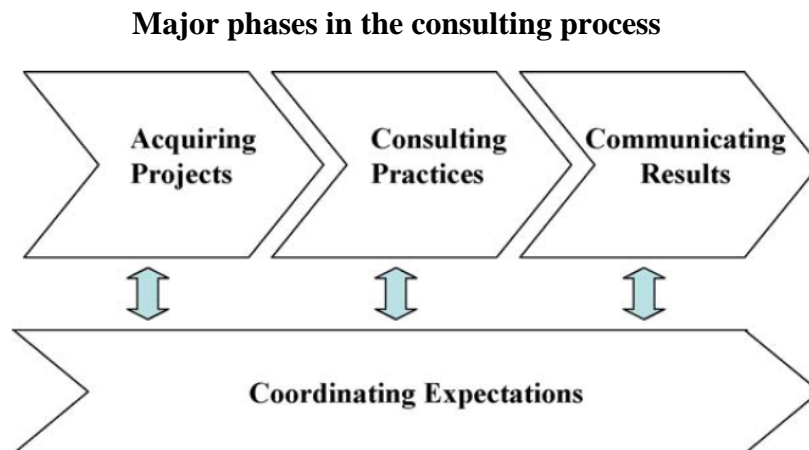 Major phases in the consulting process
Acquiring
Projects
Consulting
Practices
Communicating
Results
Coordinating Expectations